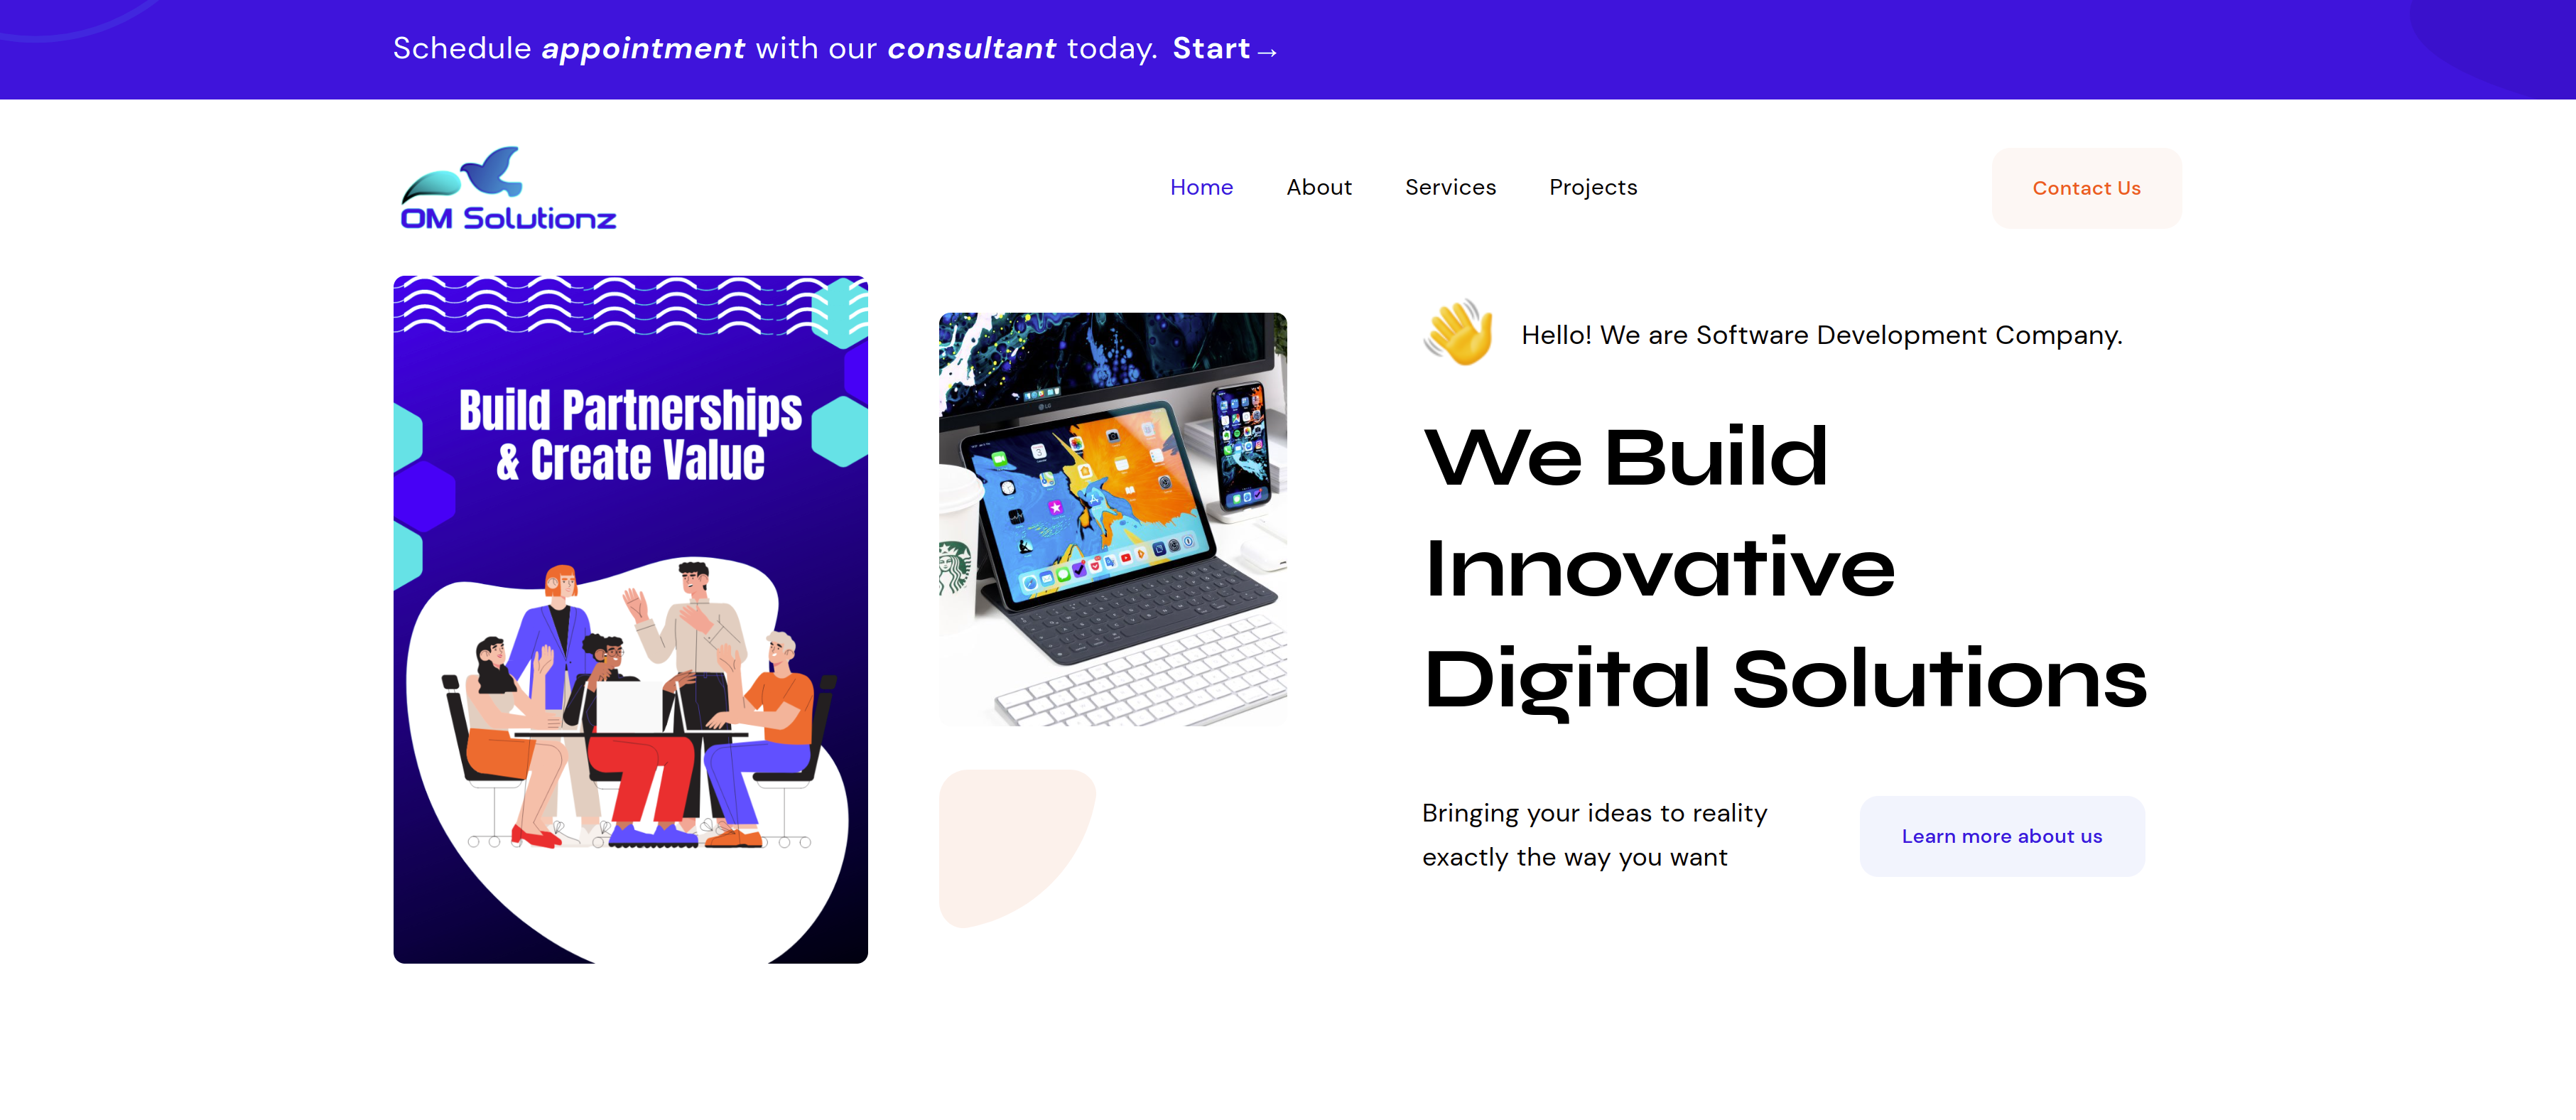 Schedule appointment with our consultant today. Start→
OM Solutionz
Home About Services Projects
Contact Us
Build Partnerships
& Create Value
LG
Hello! We are Software Development Company.
We Build
Innovative
Digital Solutions
Bringing your ideas to reality
exactly the way you want
Learn more about us